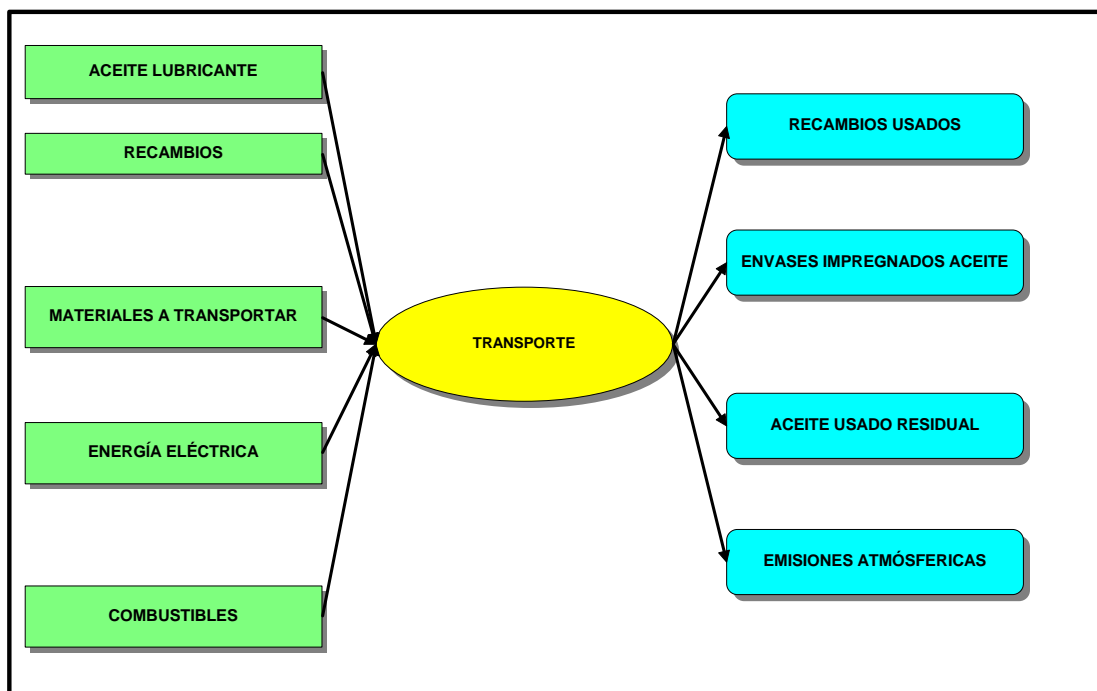 ACEITE LUBRICANTE
RECAMBIOS
MATERIALES A TRANSPORTAR
ENERGÍA ELÉCTRICA
COMBUSTIBLES
TRANSPORTE
RECAMBIOS USADOS
ENVASES IMPREGNADOS ACEITE
ACEITE USADO RESIDUAL
EMISIONES ATMÓSFERICAS